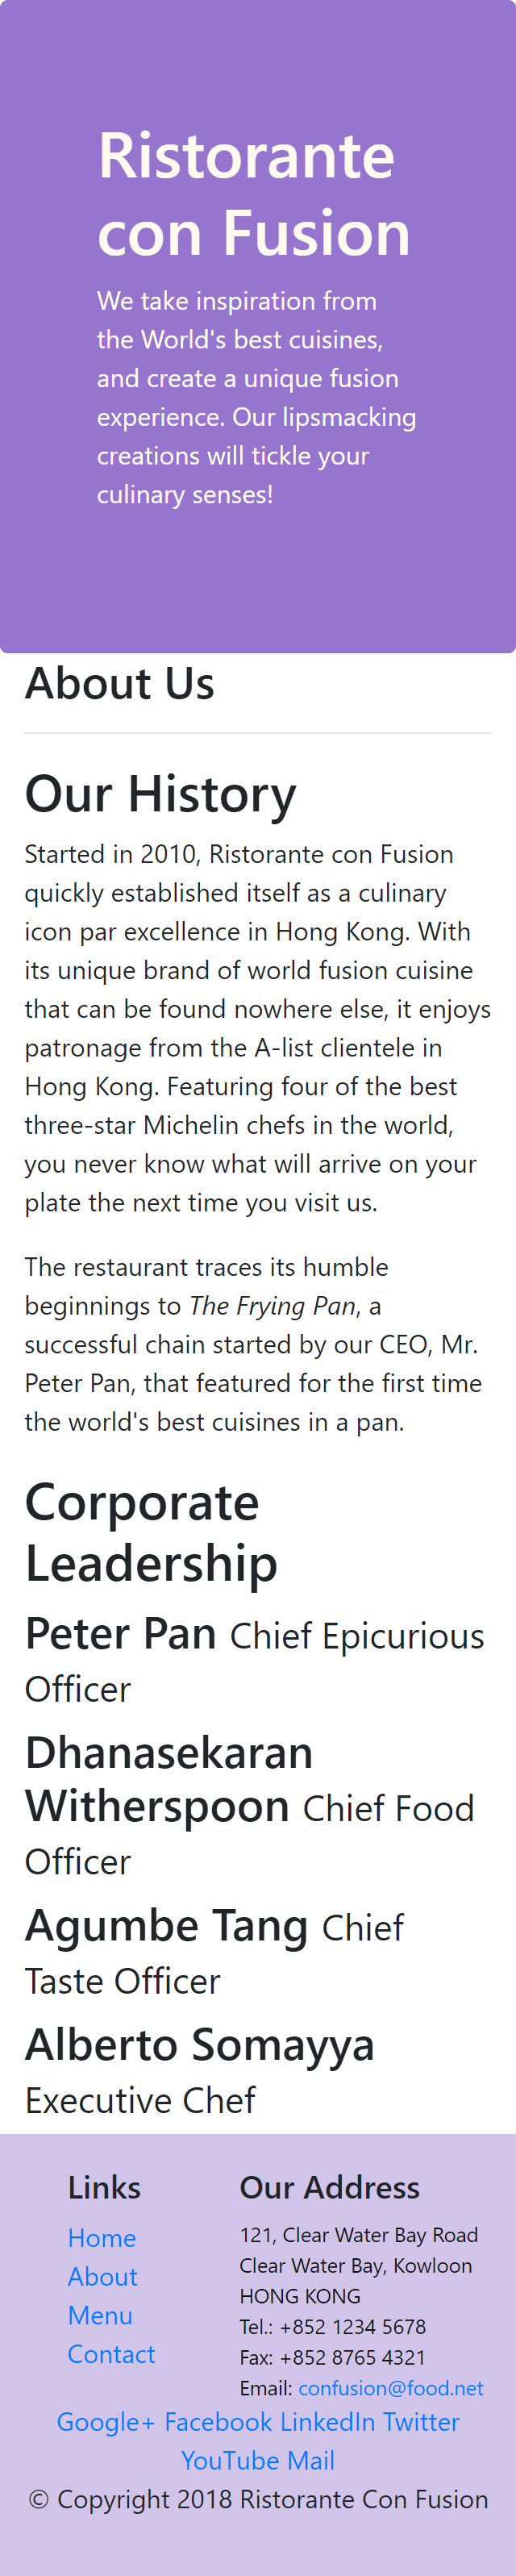 Ristorante
con Fusion
We take inspiration from
the World's best cuisines,
and create a unique fusion
experience. Our lipsmacking
creations will tickle your
culinary senses!
About Us
Our History
Started in 2010, Ristorante con Fusion
quickly established itself as a culinary
icon par excellence in Hong Kong. With
its unique brand of world fusion cuisine
that can be found nowhere else, it enjoys
patronage from the A-list clientele in
Hong Kong. Featuring four of the best
three-star Michelin chefs in the world,
you never know what will arrive on your
plate the next time you visit us.
The restaurant traces its humble
beginnings to The Frying Pan, a
successful chain started by our CEO, Mr.
Peter Pan, that featured for the first time
the world's best cuisines in a pan.
Corporate
Leadership
Peter Pan Chief Epicurious
Officer
Dhanasekaran
Witherspoon Chief Food
Officer
Agumbe Tang Chief
Taste Officer
Alberto Somayya
Executive Chef
Links
Home
About
Menu
Contact
Our Address
121, Clear Water Bay Road
Clear Water Bay, Kowloon
HONG KONG
Tel.: +852 1234 5678
Fax: +852 8765 4321
Email: confusion@food.net
Google+ Facebook LinkedIn Twitter
YouTube Mail
© Copyright 2018 Ristorante Con Fusion